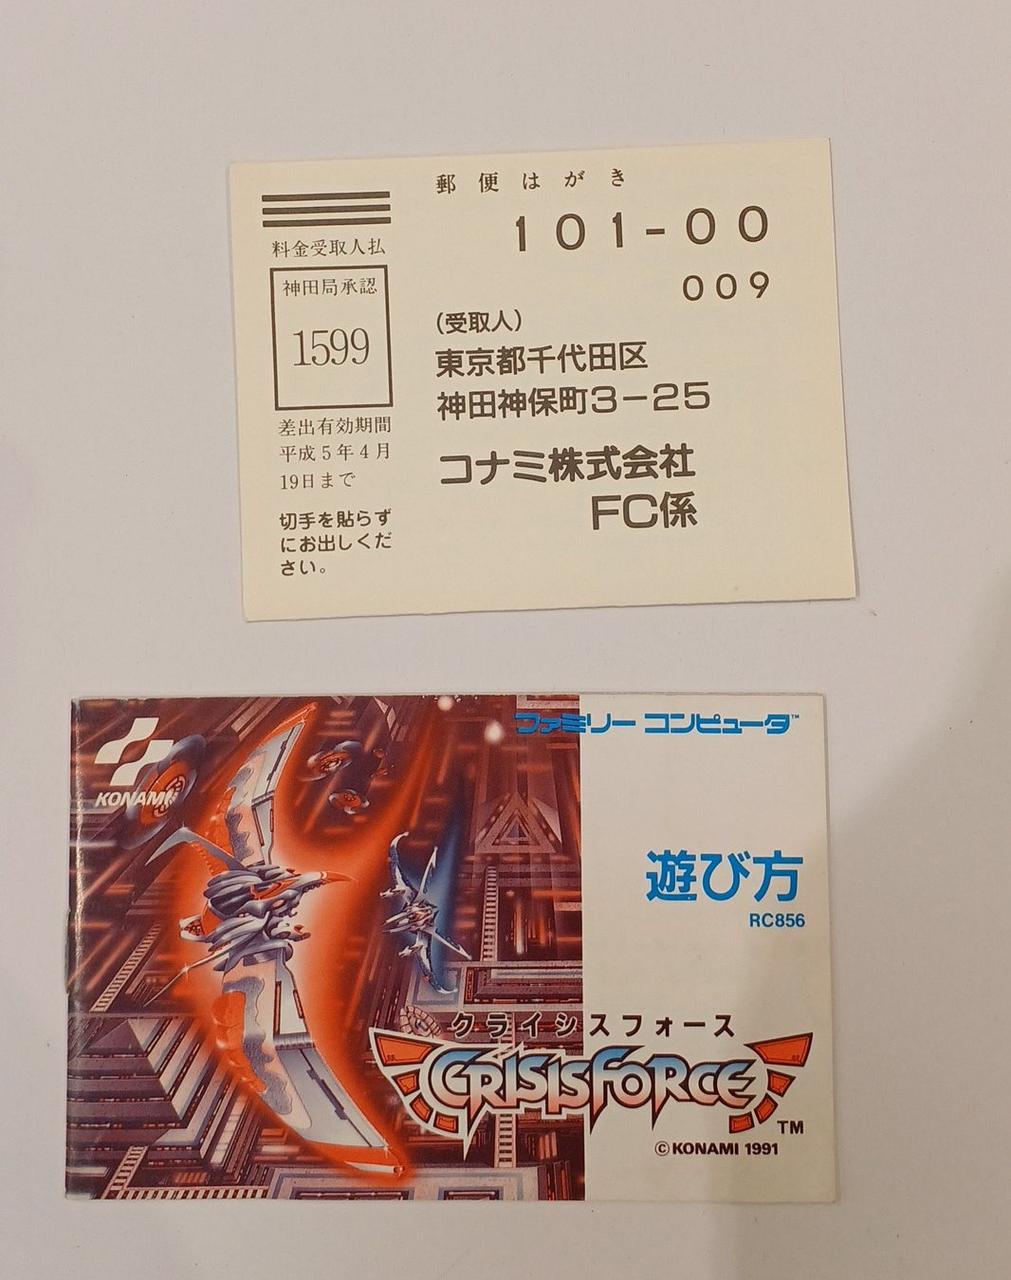 郵便はがき
101-00
009
料金受取人払
神田局承認
1599
差出有効期間
平成5年4月
19日まで
切手を貼らず
にお出しくだ
さい。
(受取人)
東京都千代田区
神田神保町3-25
コナミ株式会社
FC係
KONAMI
ファミリー コンピュータ™
遊び方
RC856
クライシスフォース
CRISIS FORCE
TM
©KONAMI 1991